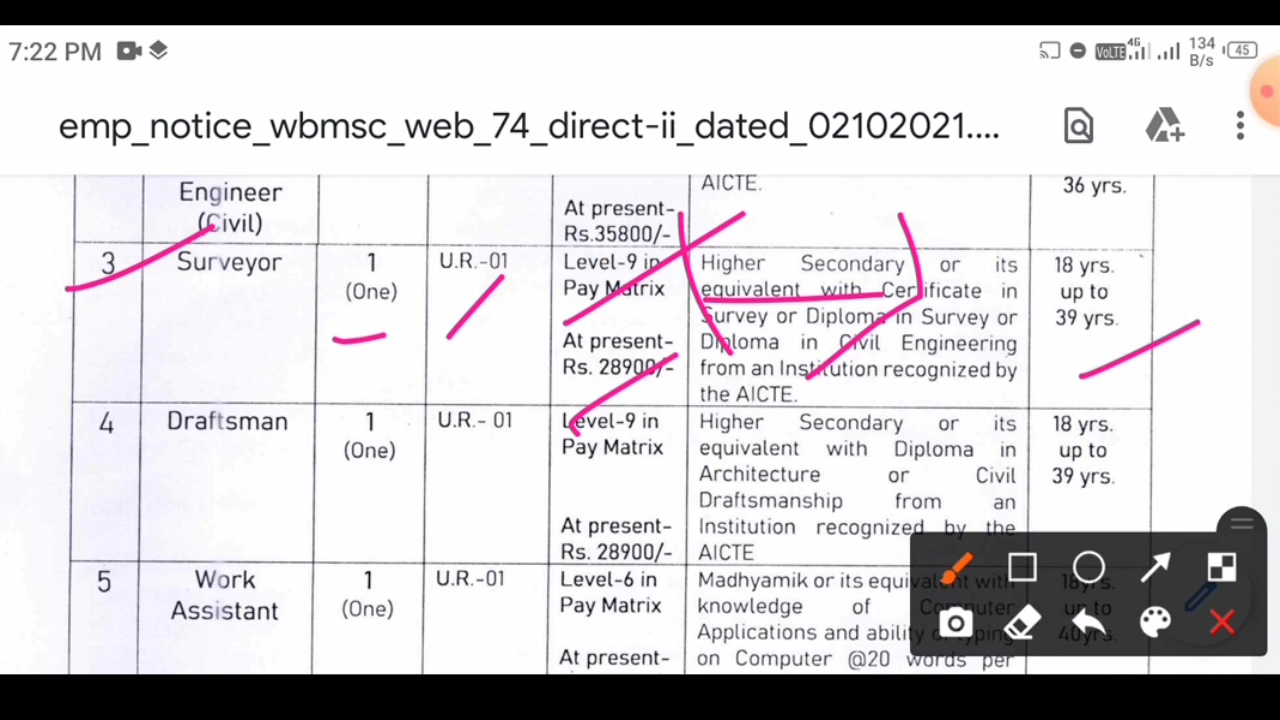 7:22 PM
VoLTE 4G 134 B/s 45
emp_notice_wbmsc_web_74_direct-ii_dated_02102021....
Engineer
(Civil)
At present-
Rs.35800/-
AICTE.
36 yrs.
3
Surveyor
1
(One)
U.R.-01
Level-9 in
Pay Matrix
At present-
Rs. 28900/-
Higher Secondary or its
equivalent with Certificate in
Survey or Diploma in Survey or
Diploma in Civil Engineering
from an Institution recognized by
the AICTE.
18 yrs.
up to
39 yrs.
4
Draftsman
1
(One)
U.R.- 01
Level-9 in
Pay Matrix
At present-
Rs. 28900/-
Higher Secondary or its
equivalent with Diploma in
Architecture or Civil
Draftsmanship from an
Institution recognized by the
AICTE
18 yrs.
up to
39 yrs.
5
Work
Assistant
1
(One)
U.R.-01
Level-6 in
Pay Matrix
At present-
Madhyamik or its equivalent with
knowledge of Computer
Applications and ability of typing
on Computer @20 words per
18yrs.
up to
40yrs.